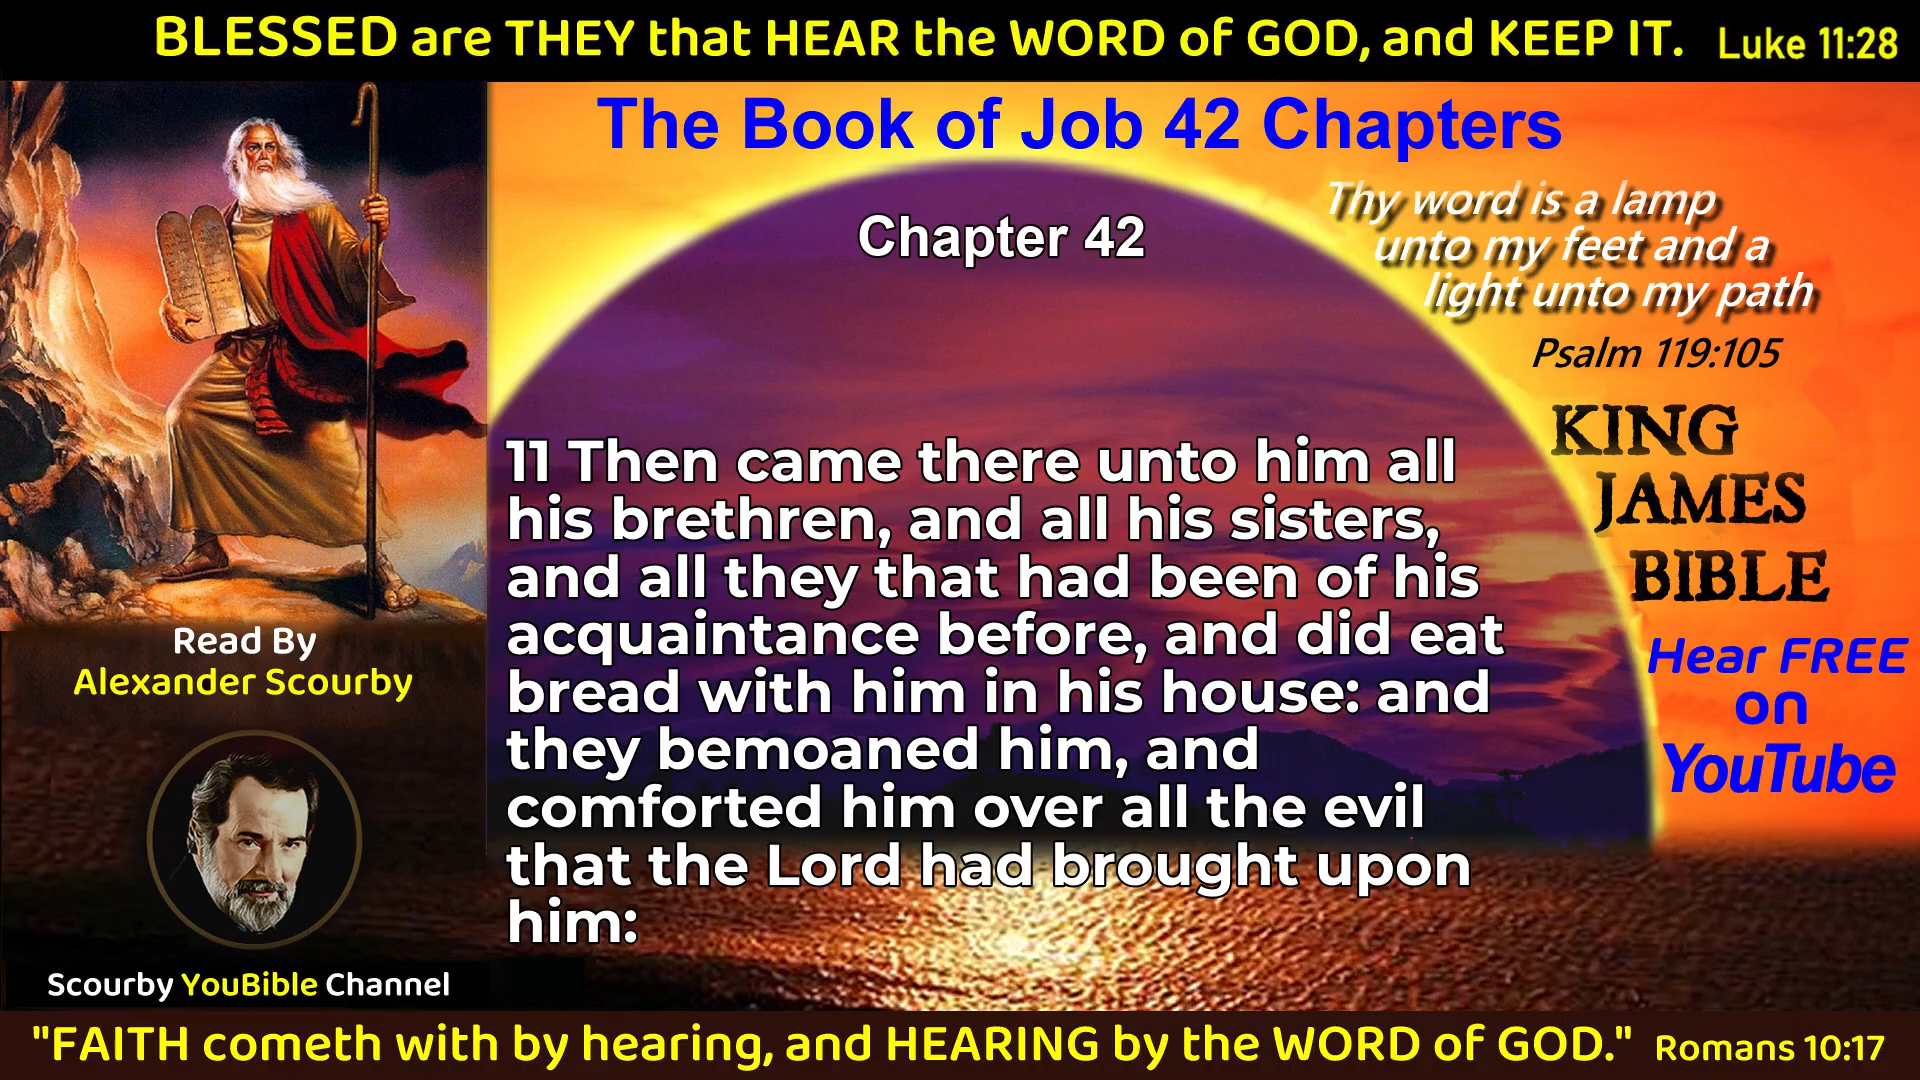 BLESSED are THEY that HEAR the WORD of GOD, and KEEP IT. Luke 11:28
The Book of Job 42 Chapters
Chapter 42
Thy word is a lamp
unto my feet and a
light unto my path
Psalm 119:105
KING
JAMES
BIBLE
Hear FREE
on
YouTube
11 Then came there unto him all
his brethren, and all his sisters,
and all they that had been of his
acquaintance before, and did eat
bread with him in his house: and
they bemoaned him, and
comforted him over all the evil
that the Lord had brought upon
him:
Read By
Alexander Scourby
Scourby YouBible Channel
"FAITH cometh with by hearing, and HEARING by the WORD of GOD." Romans 10:17